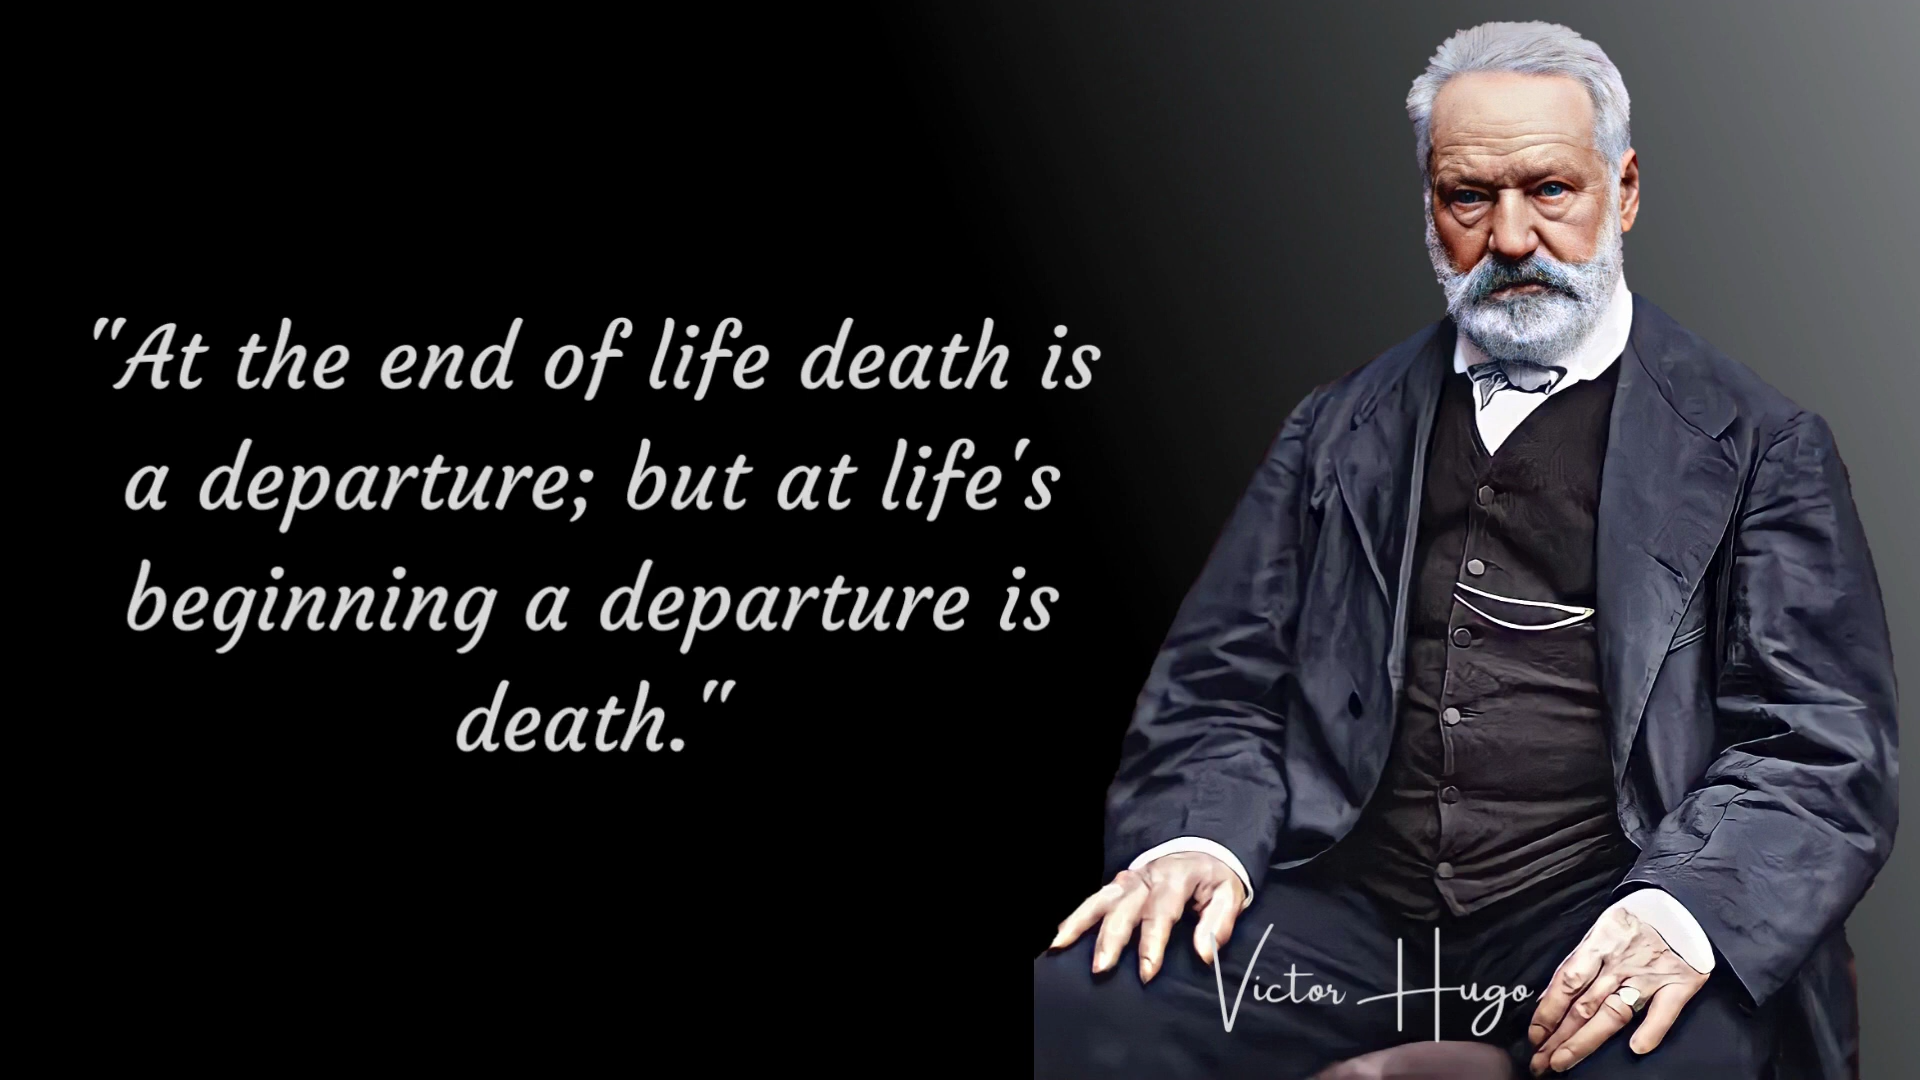 "At the end of life death is
a departure; but at life's
beginning a departure is
death."
Victor Hugo